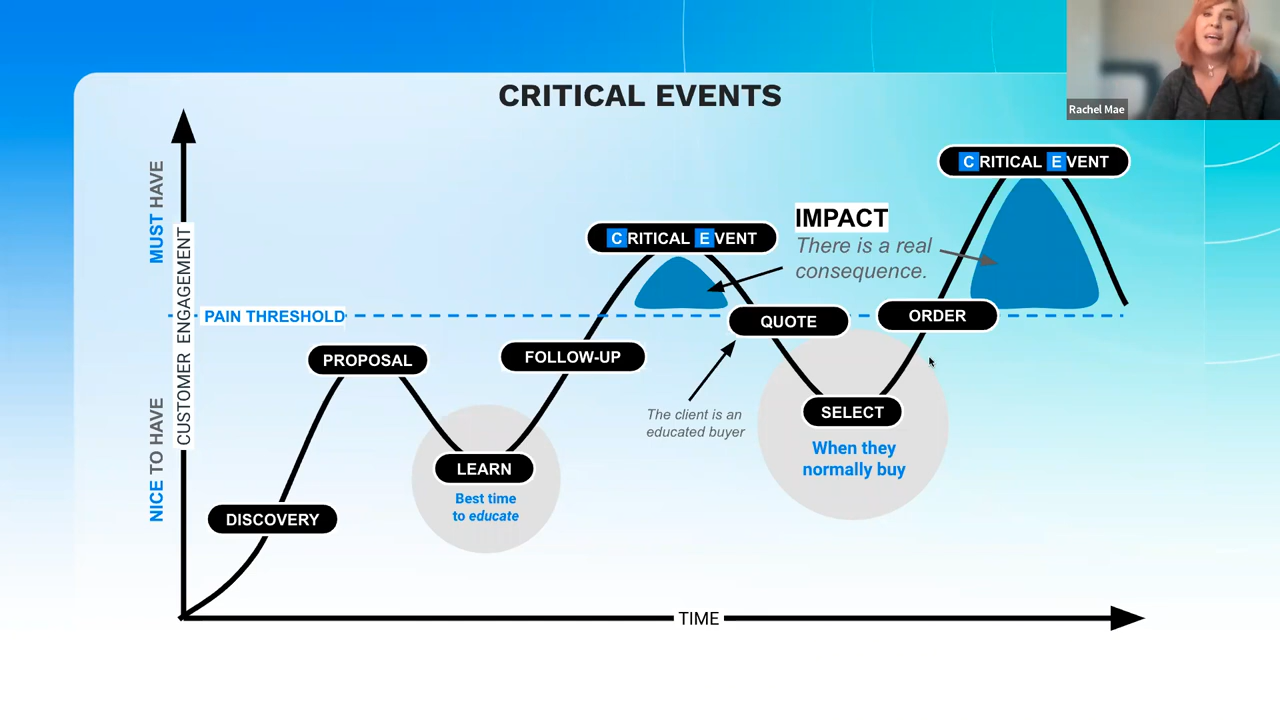 CRITICAL EVENTS
Rachel Mae
MUST HAVE
NICE TO HAVE
CUSTOMER ENGAGEMENT
CRITICAL EVENT
CRITICAL EVENT
IMPACT
There is a real
consequence.
PAIN THRESHOLD
QUOTE
ORDER
PROPOSAL
FOLLOW-UP
The client is an
educated buyer
SELECT
When they
normally buy
LEARN
Best time
to educate
DISCOVERY
TIME